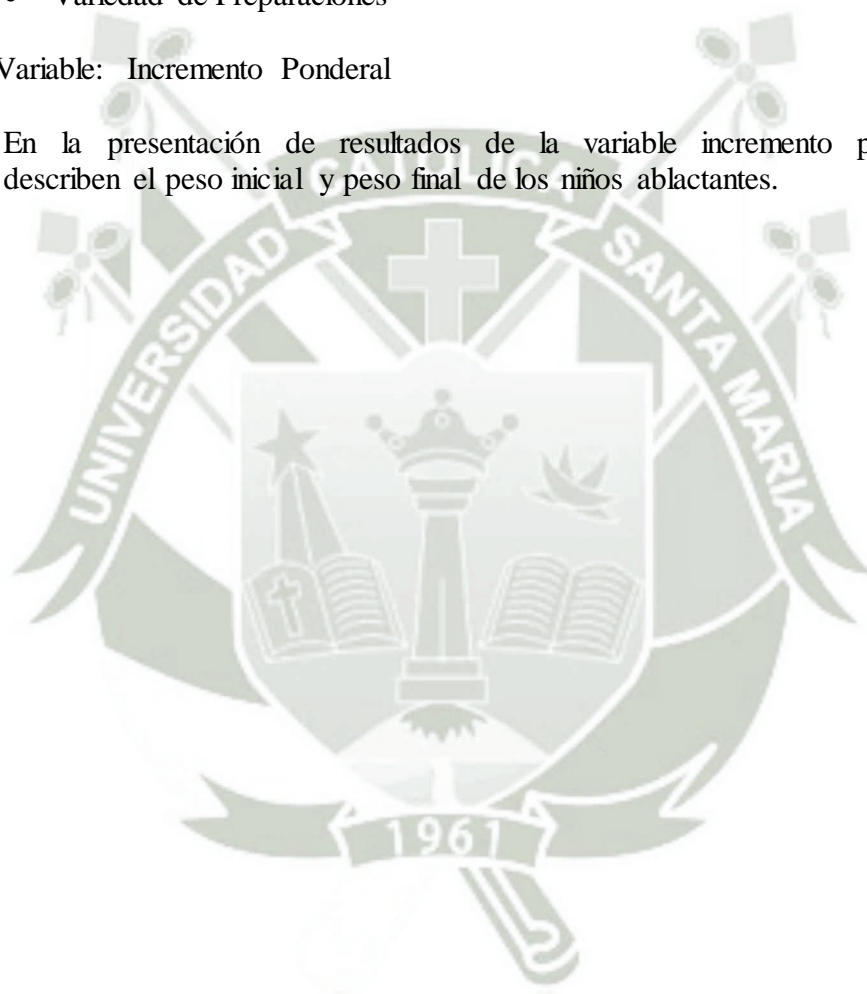 Variedad de Preparaciones
Variable: Incremento Ponderal
En la presentación de resultados de la variable incremento
describen el peso inicial y peso final de los niños ablactantes.
CATOLICA
UNIVERSIDAD
SANTA MARIA
1961